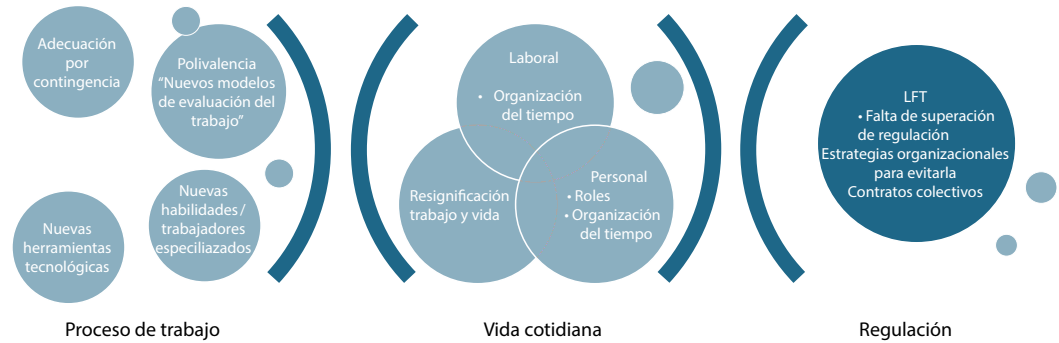 Adecuación
por
contingencia
Polivalencia
“Nuevos modelos
de evaluación del
trabajo”
Nuevas
herramientas
tecnológicas
Nuevas
habilidades/
trabajadores
especiliazados
Proceso de trabajo
Laboral
• Organización
del tiempo
Resignificación
trabajo y vida
Personal
• Roles
• Organización
del tiempo
Vida cotidiana
LFT
• Falta de superación
de regulación
Estrategias organizacionales
para evitarla
Contratos colectivos
Regulación